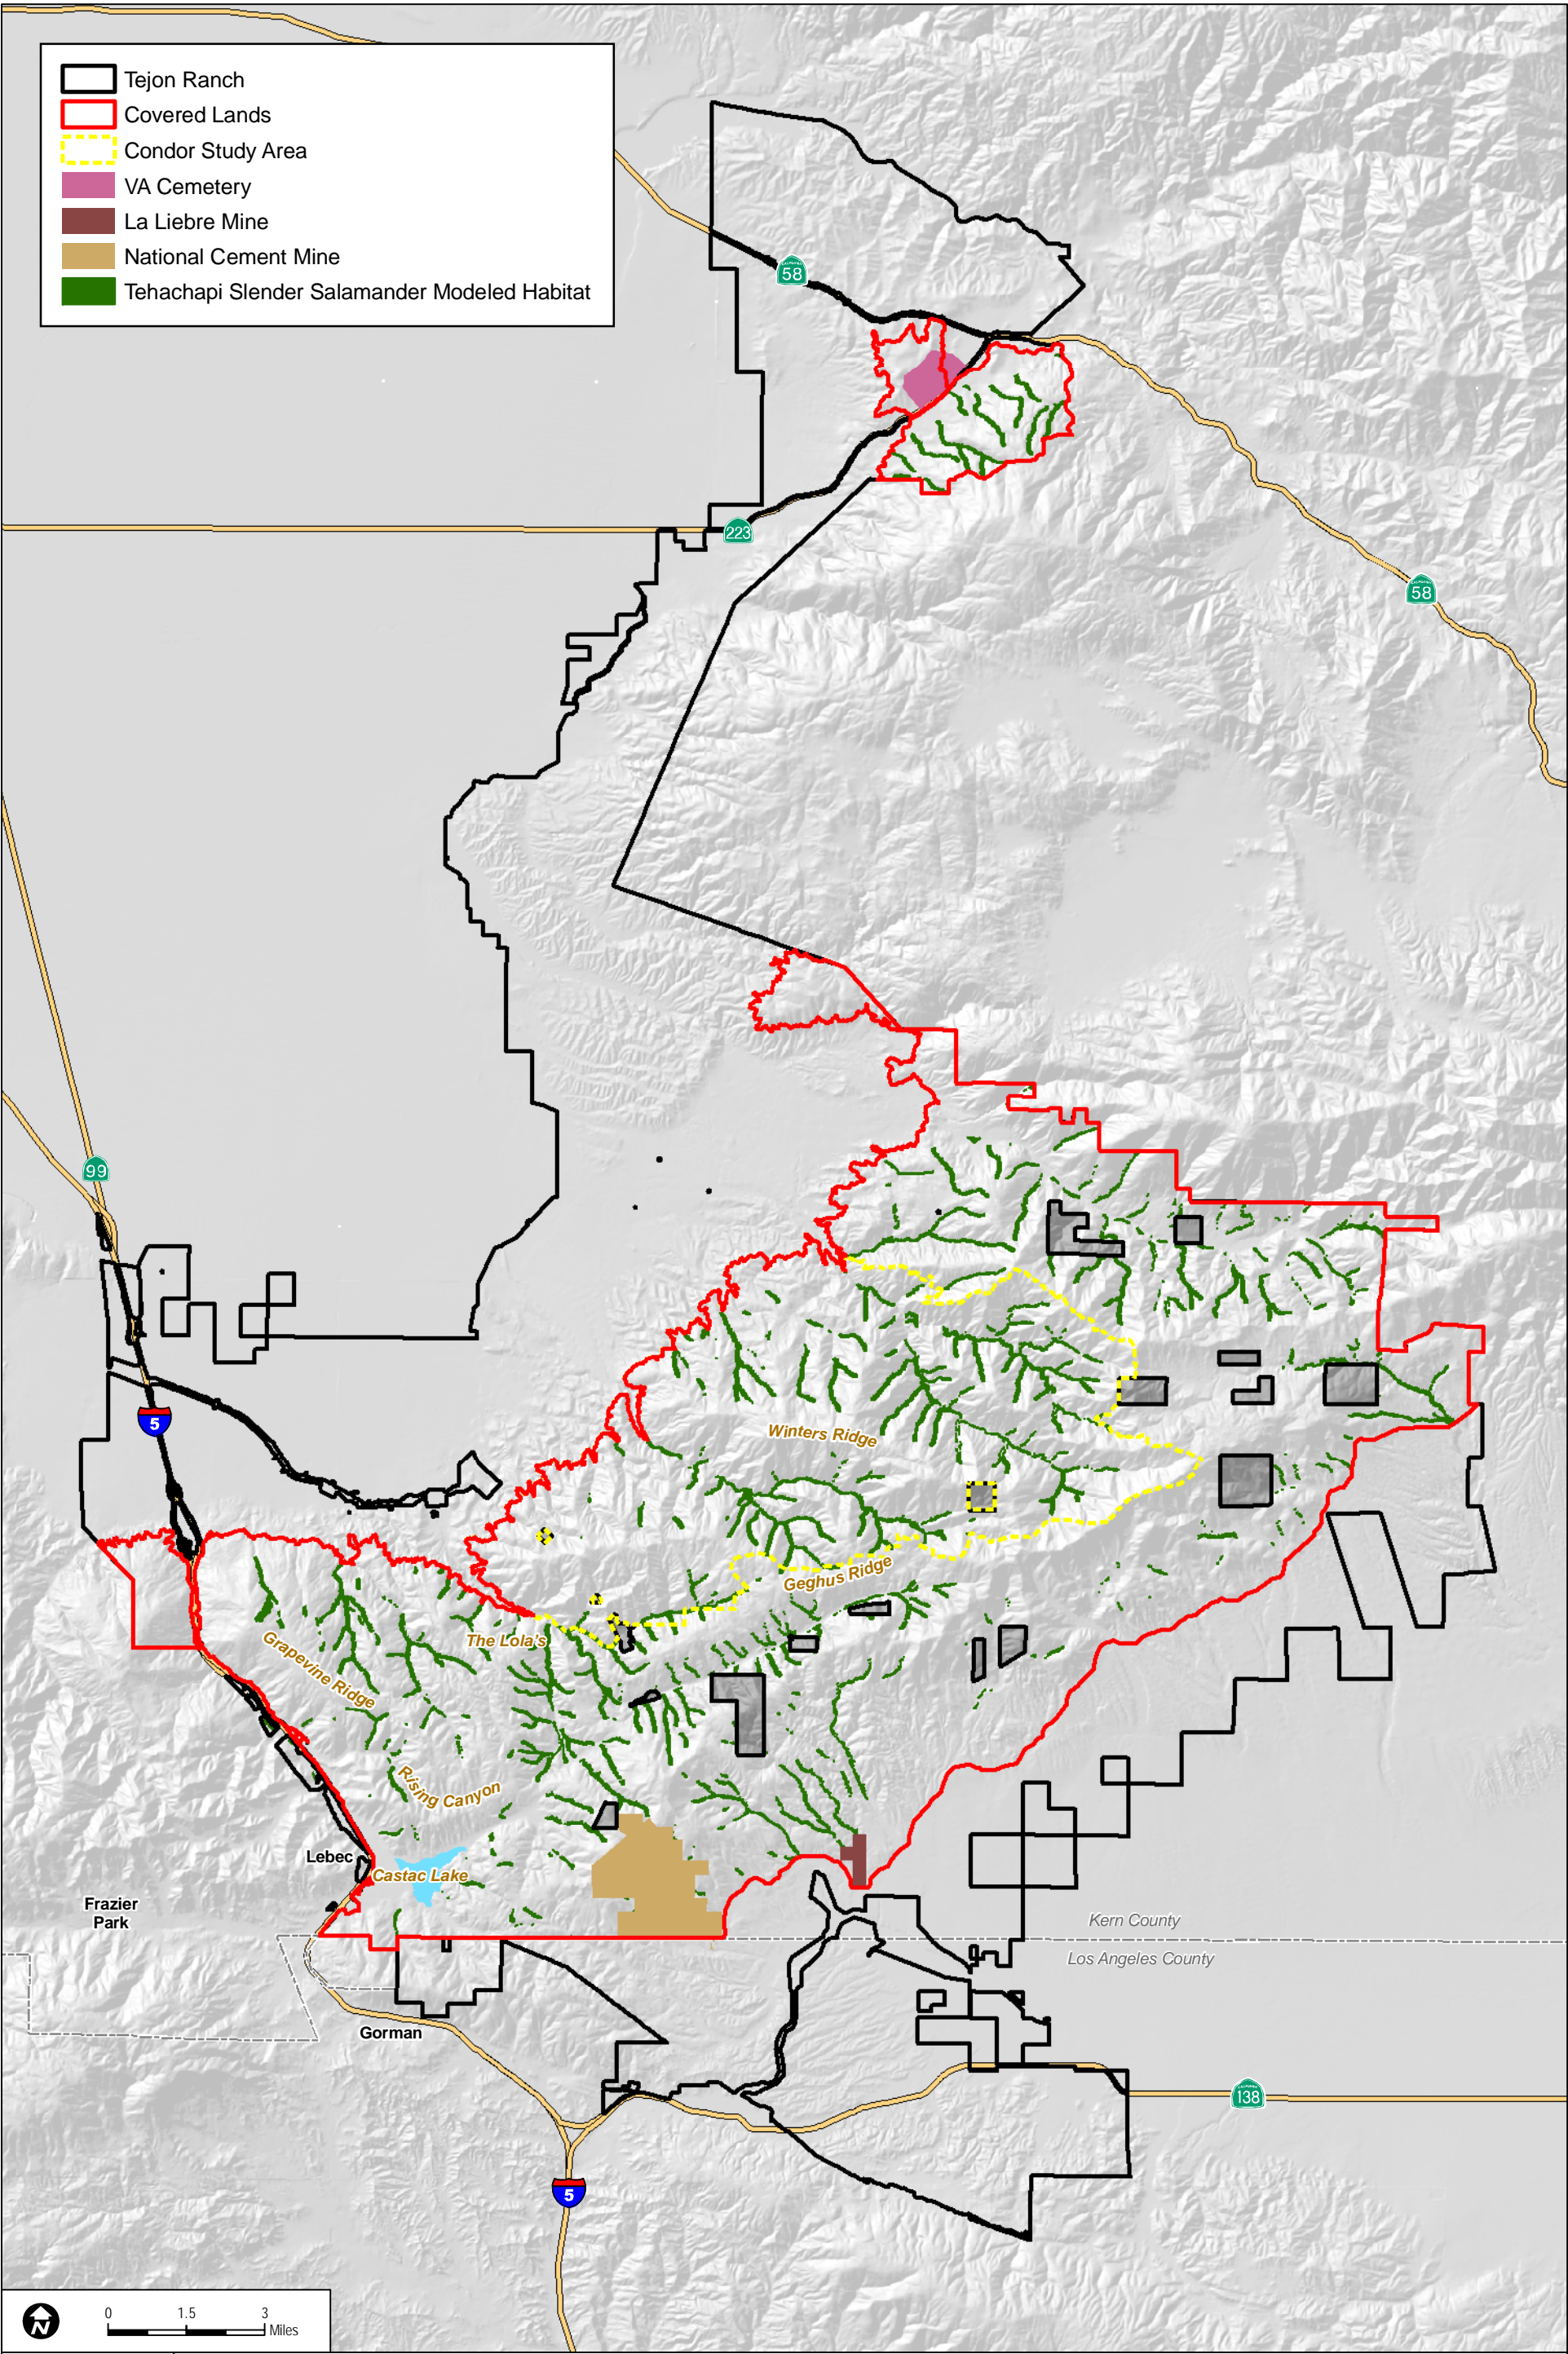 Tejon Ranch
Covered Lands
Condor Study Area
VA Cemetery
La Liebre Mine
National Cement Mine
Tehachapi Slender Salamander Modeled Habitat
58
223
58
99
5
Winters Ridge
Geghus Ridge
The Lola's
Grapevine Ridge
Rising Canyon
Lebec
Castac Lake
Frazier
Park
Kern County
Los Angeles County
Gorman
138
5
N
0 1.5 3
Miles